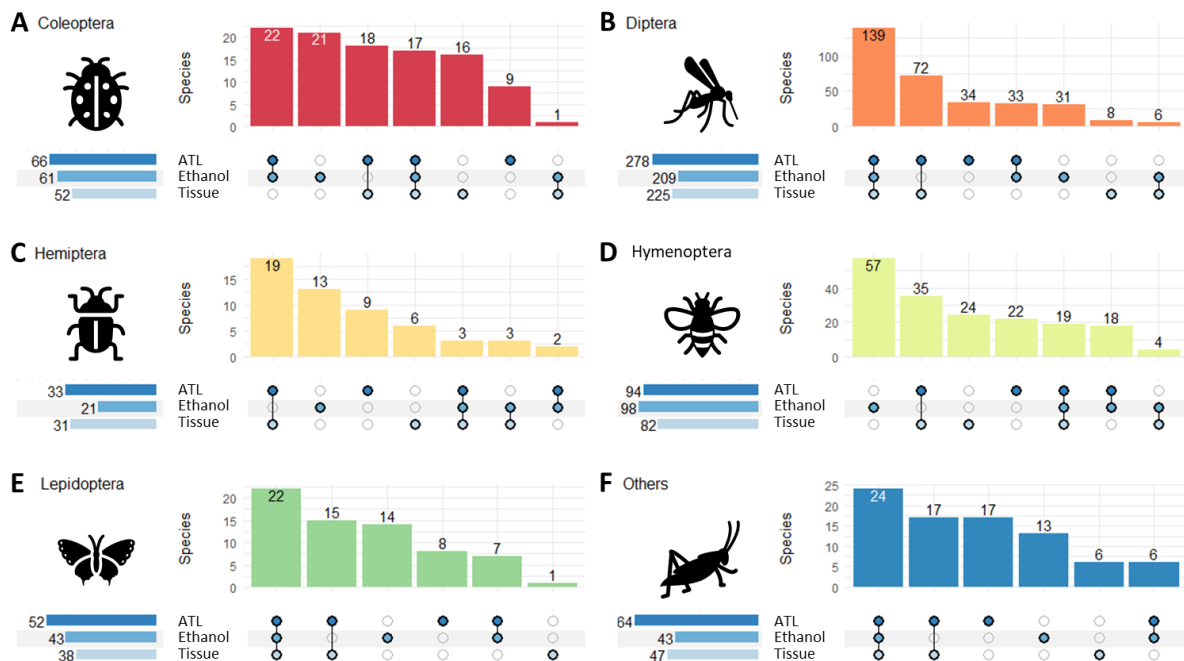 A Coleoptera
Species
20
15
10
5
0
22 21 18 17 16 9 1
66 ATL
61 Ethanol
52 Tissue
B Diptera
Species
100
50
0
139 72 34 33 31 8 6
278 ATL
209 Ethanol
225 Tissue
C Hemiptera
Species
15
10
5
0
19 13 9 6 3 3 2
33 ATL
21 Ethanol
31 Tissue
D Hymenoptera
Species
40
20
0
57 35 24 22 19 18 4
94 ATL
98 Ethanol
82 Tissue
E Lepidoptera
Species
20
15
10
5
0
22 15 14 8 7 1
52 ATL
43 Ethanol
38 Tissue
F Others
Species
25
20
15
10
5
0
24 17 17 13 6 6
64 ATL
43 Ethanol
47 Tissue